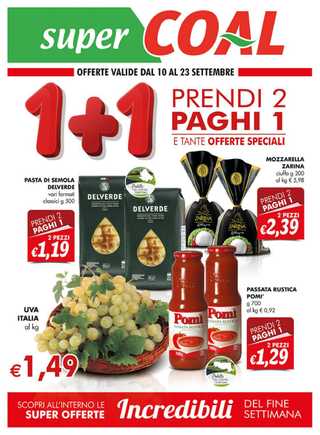 super COAL
OFFERTE VALIDE DAL 10 AL 23 SETTEMBRE
1+1
PRENDI 2
PAGHI 1
E TANTE OFFERTE SPECIALI
MOZZARELLA
ZARINA
ciuffo g 200
al kg € 5,98
PRENDI 2
PAGHI 1
2 PEZZI
€2,39
PASTA DI SEMOLA
DELVERDE
vari formati
classici g 500
PRENDI 2
PAGHI 1
2 PEZZI
€1,19
DELVERDE
DELVERDE
ZARINA
UVA
ITALIA
al kg
€1,49
Pomì
Pomì
PASSATA RUSTICA
POMI'
g 700
al kg € 0,92
PRENDI 2
PAGHI 1
2 PEZZI
€1,29
SCOPRI ALL'INTERNO LE
SUPER OFFERTE
Incredibili
DEL FINE
SETTIMANA